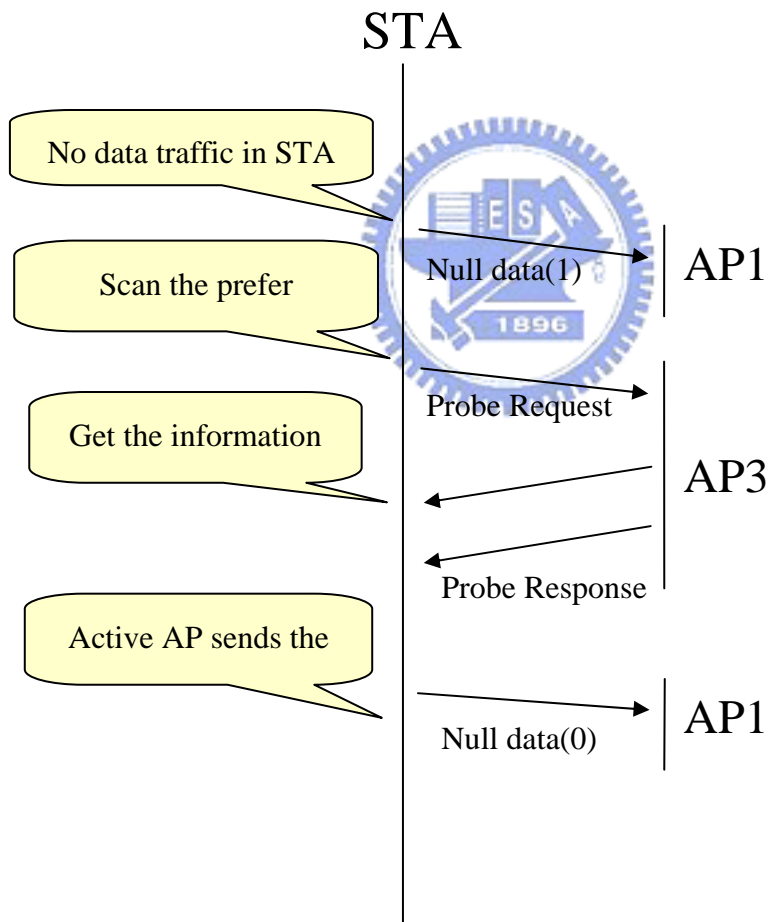 STA
No data traffic in STA
E S A
Null data(1)
AP1
Scan the prefer
1896
Probe Request
Get the information
AP3
Probe Response
Active AP sends the
Null data(0)
AP1